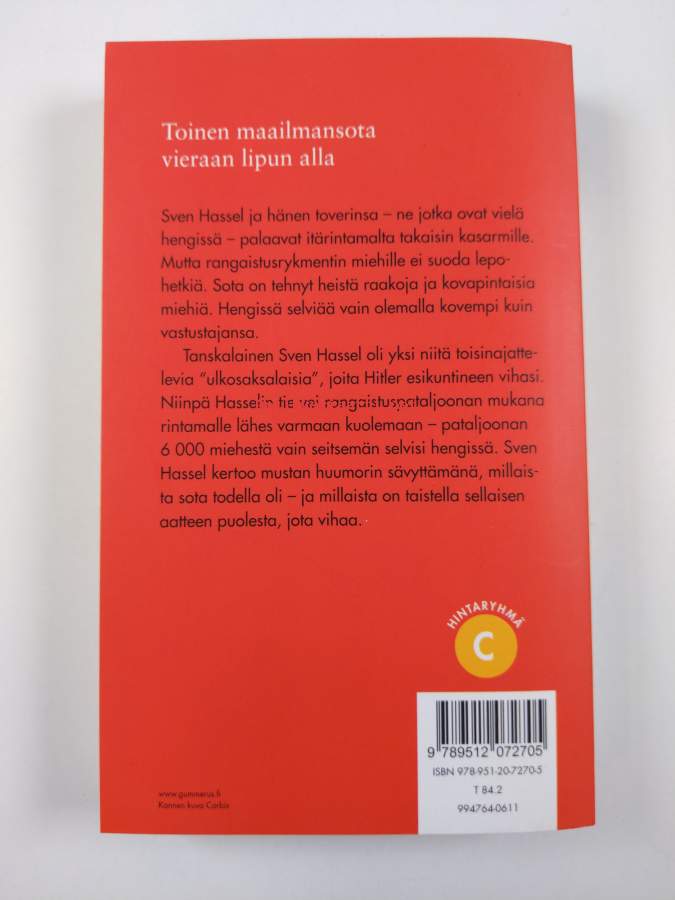 Toinen maailmansota
vieraan lipun alla
Sven Hassel ja hänen toverinsa – ne jotka ovat vielä
hengissä – palaavat itärintamalta takaisin kasarmille.
Mutta rangaistusrykmentin miehille ei suoda lepo-
hetkiä. Sota on tehnyt heistä raakoja ja kovapintaisia
miehiä. Hengissä selviää vain olemalla kovempi kuin
vastustajansa.
Tanskalainen Sven Hassel oli yksi niitä toisinajatte-
levia ”ulkosaksalaisia”, joita Hitler esikuntineen vihasi.
Niinpä Hasselin tie vei rangaistuspataljoonan mukana
rintamalle lähes varmaan kuolemaan – pataljoonan
6 000 miehestä vain seitsemän selvisi hengissä. Sven
Hassel kertoo mustan huumorin sävyttämänä, millais-
ta sota todella oli – ja millaista on taistella sellaisen
aatteen puolesta, jota vihaa.
HINTARYHMÄ
C
9 789512 072705
ISBN 978-951-20-7270-5
T 84.2
994764-0611
www.gummerus.fi
Kannen kuva Corbis